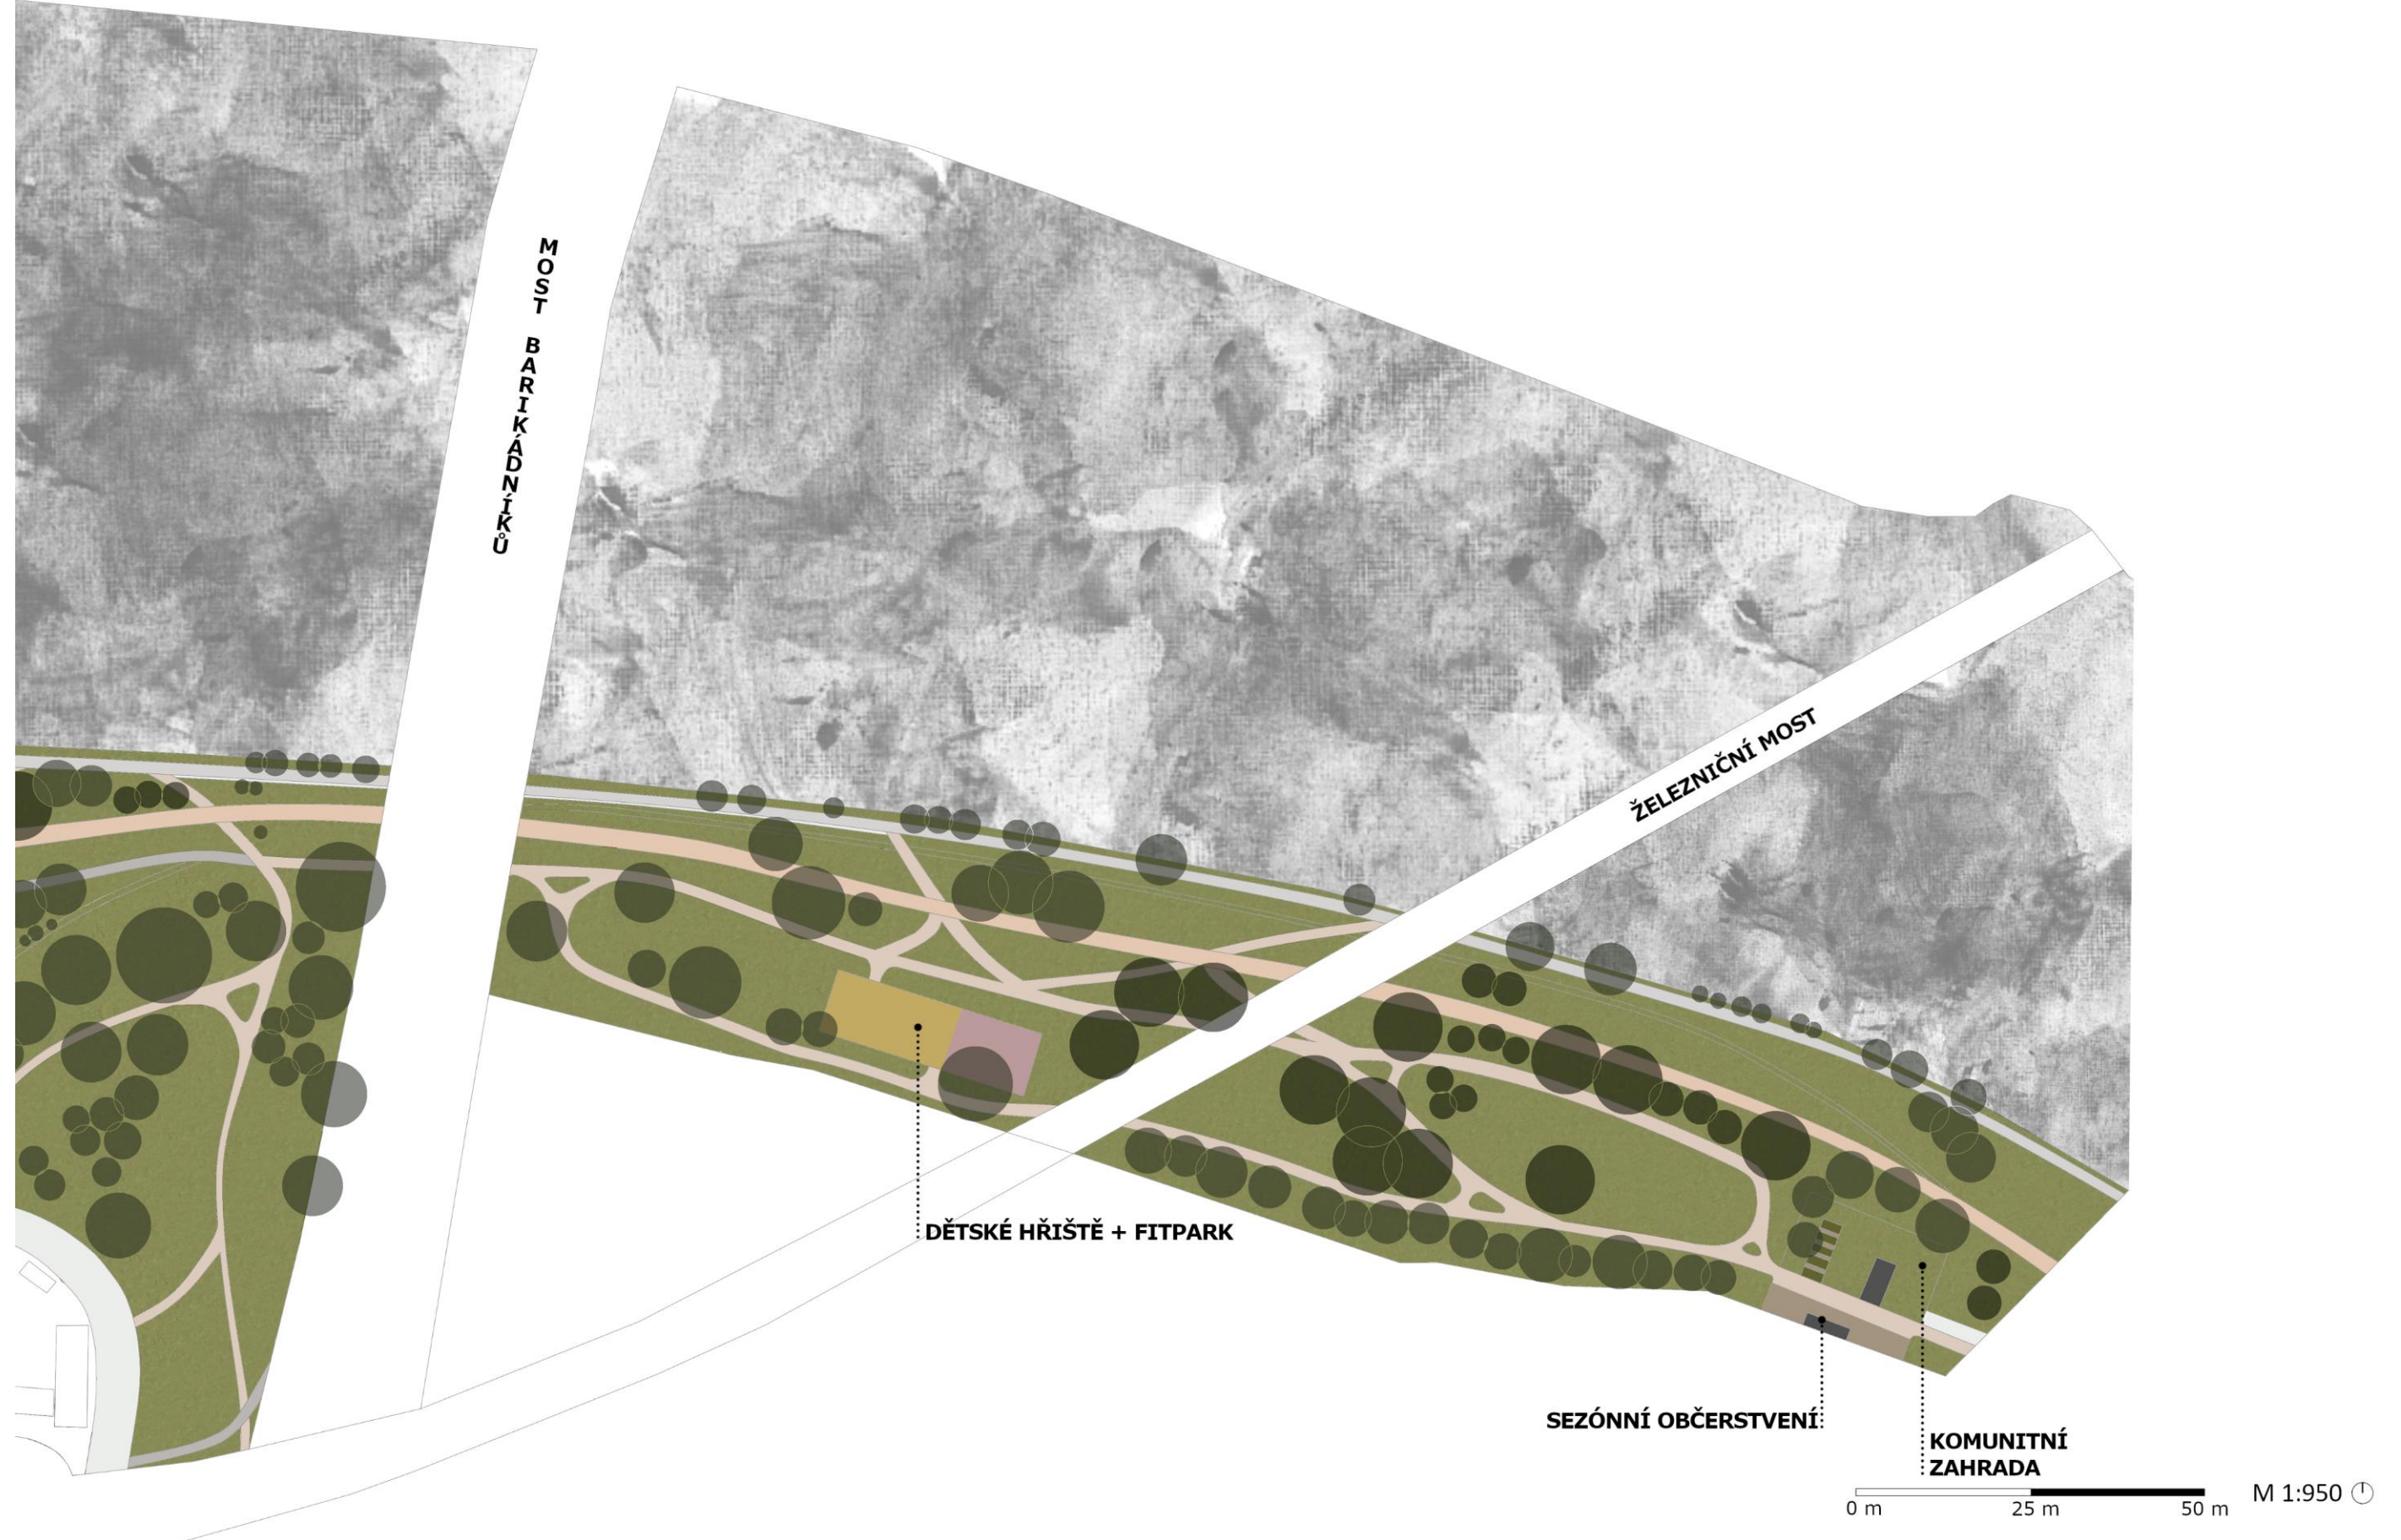 MOST BARIKÁDNÍKŮ
ŽELEZNIČNÍ MOST
DĚTSKÉ HŘIŠTĚ + FITPARK
SEZÓNNÍ OBČERSTVENÍ
KOMUNITNÍ
ZAHRADA
0 m 25 m 50 m
M 1:950